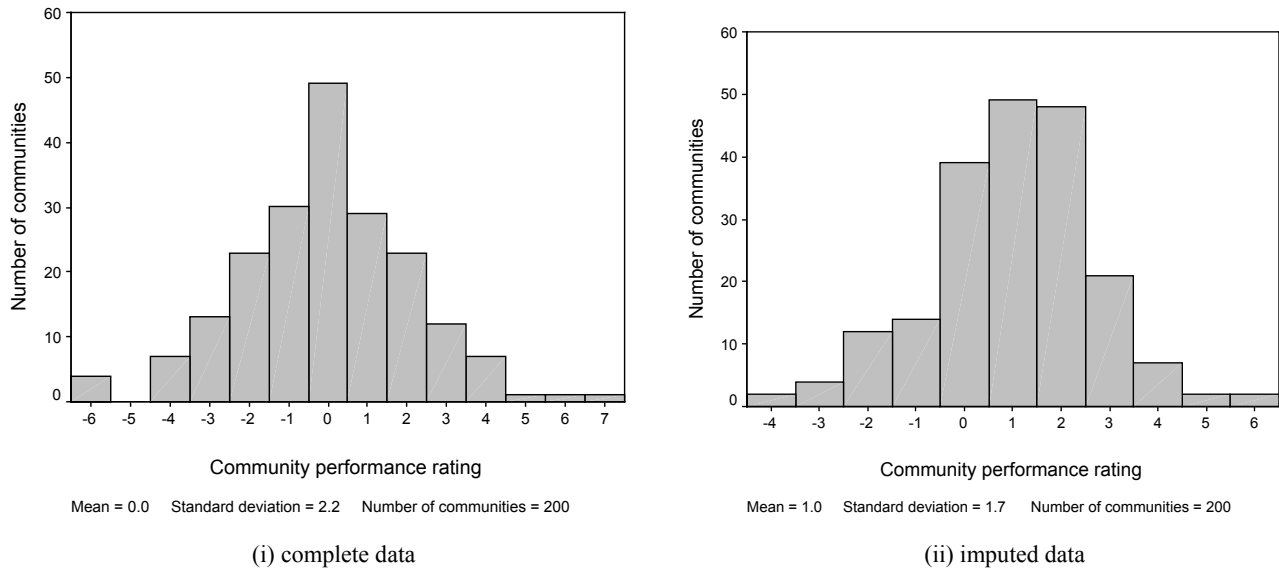 60
50
40
30
20
10
0
Number of communities
-6 -5 -4 -3 -2 -1 0 1 2 3 4 5 6 7
Community performance rating
Mean = 0.0 Standard deviation = 2.2 Number of communities = 200
(i) complete data
60
50
40
30
20
10
0
Number of communities
-4 -3 -2 -1 0 1 2 3 4 5 6
Community performance rating
Mean = 1.0 Standard deviation = 1.7 Number of communities = 200
(ii) imputed data